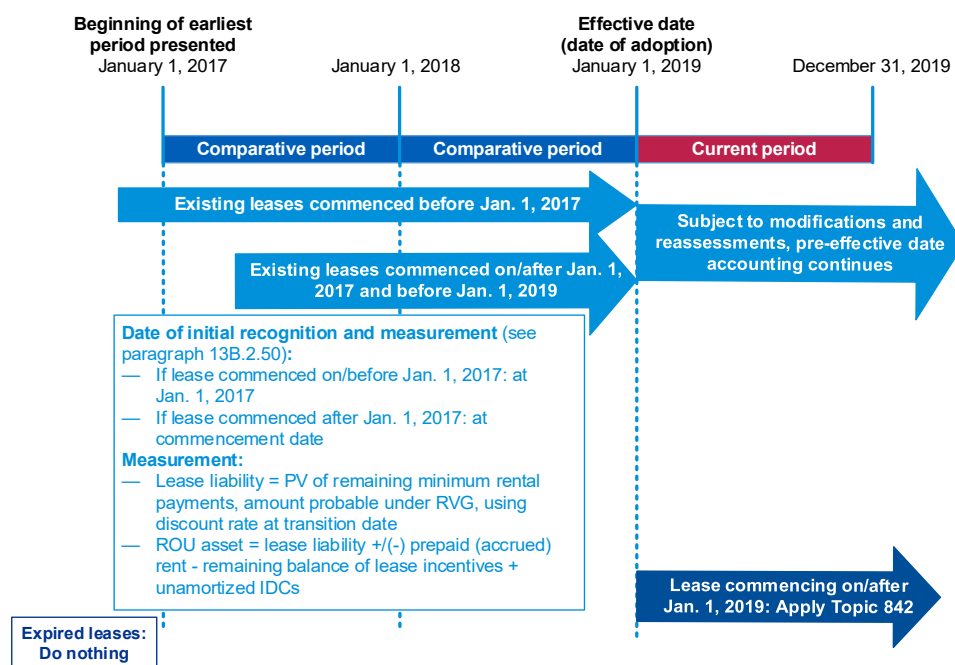 Beginning of earliest
period presented
January 1, 2017
January 1, 2018
Effective date
(date of adoption)
January 1, 2019
December 31, 2019
Comparative period
Comparative period
Current period
Existing leases commenced before Jan. 1, 2017
Subject to modifications and
reassessments, pre-effective date
accounting continues
Existing leases commenced on/after Jan. 1,
2017 and before Jan. 1, 2019
Date of initial recognition and measurement (see
paragraph 13B.2.50):
— If lease commenced on/before Jan. 1, 2017: at
Jan. 1, 2017
— If lease commenced after Jan. 1, 2017: at
commencement date
Measurement:
— Lease liability = PV of remaining minimum rental
payments, amount probable under RVG, using
discount rate at transition date
— ROU asset = lease liability +/(-) prepaid (accrued)
rent - remaining balance of lease incentives +
unamortized IDCs
Lease commencing on/after
Jan. 1, 2019: Apply Topic 842
Expired leases:
Do nothing